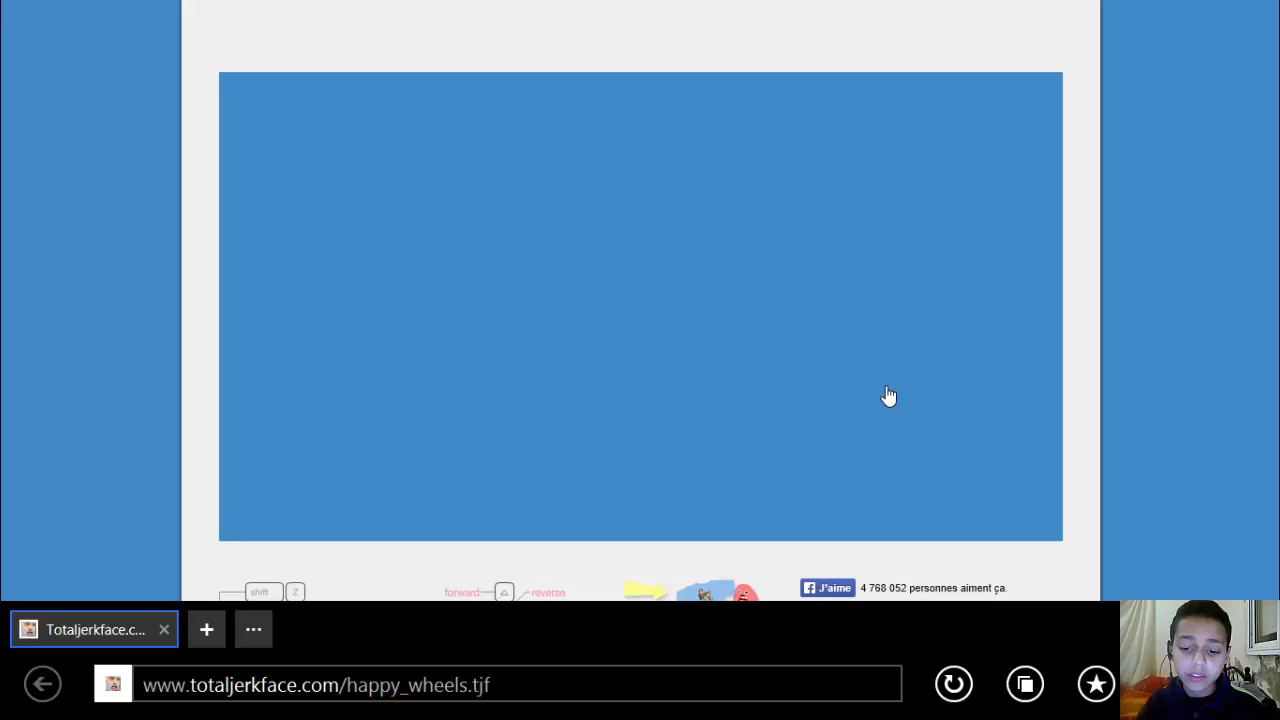 shift Z
forward reverse
J'aime 4 768 052 personnes aiment ça.
Totaljerkface.c...
www.totaljerkface.com/happy_wheels.tjf